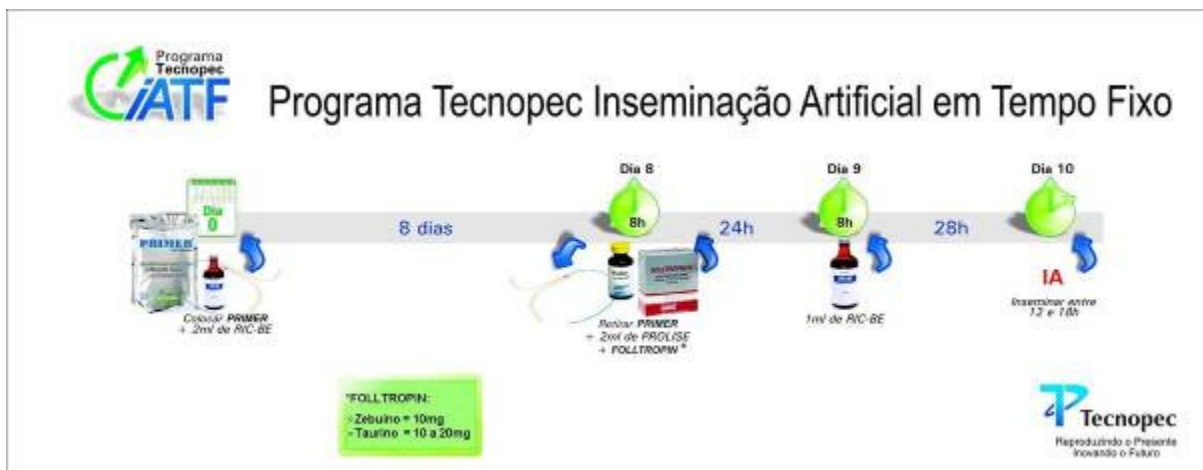 Programa
Tecnopec
IATF
Programa Tecnopec Inseminação Artificial em Tempo Fixo
Dia 8
Dia 9
Dia 10
Dia
0
8h
8h
8 dias
24h
28h
PRIMER
FOLLTROPIN
Colocar PRIMER
+ 2ml de RIC-BE
Retirar PRIMER
+ 2ml de PROLISE
+ FOLLTROPIN *
1ml de RIC-BE
IA
Inseminar entre
12 e 18h
*FOLLTROPIN:
- Zebuino = 10mg
- Taurino = 10 a 20mg
Tecnopec
Reproduzindo o Presente
Inovando o Futuro